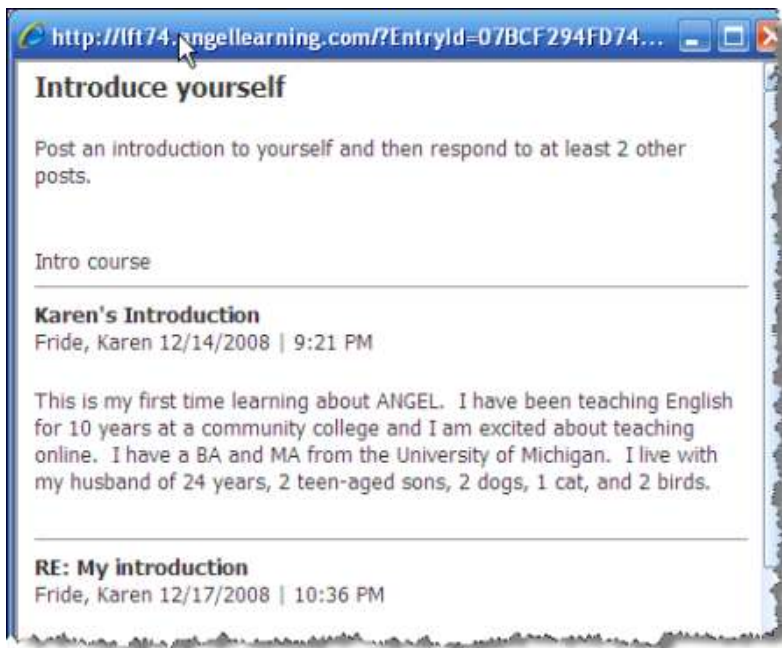 http://lft74.angellearning.com/?EntryId=07BCF294FD74...
Introduce yourself
Post an introduction to yourself and then respond to at least 2 other
posts.
Intro course
Karen's Introduction
Fride, Karen 12/14/2008 | 9:21 PM
This is my first time learning about ANGEL.  I have been teaching English
for 10 years at a community college and I am excited about teaching
online.  I have a BA and MA from the University of Michigan.  I live with
my husband of 24 years, 2 teen-aged sons, 2 dogs, 1 cat, and 2 birds.
RE: My introduction
Fride, Karen 12/17/2008 | 10:36 PM